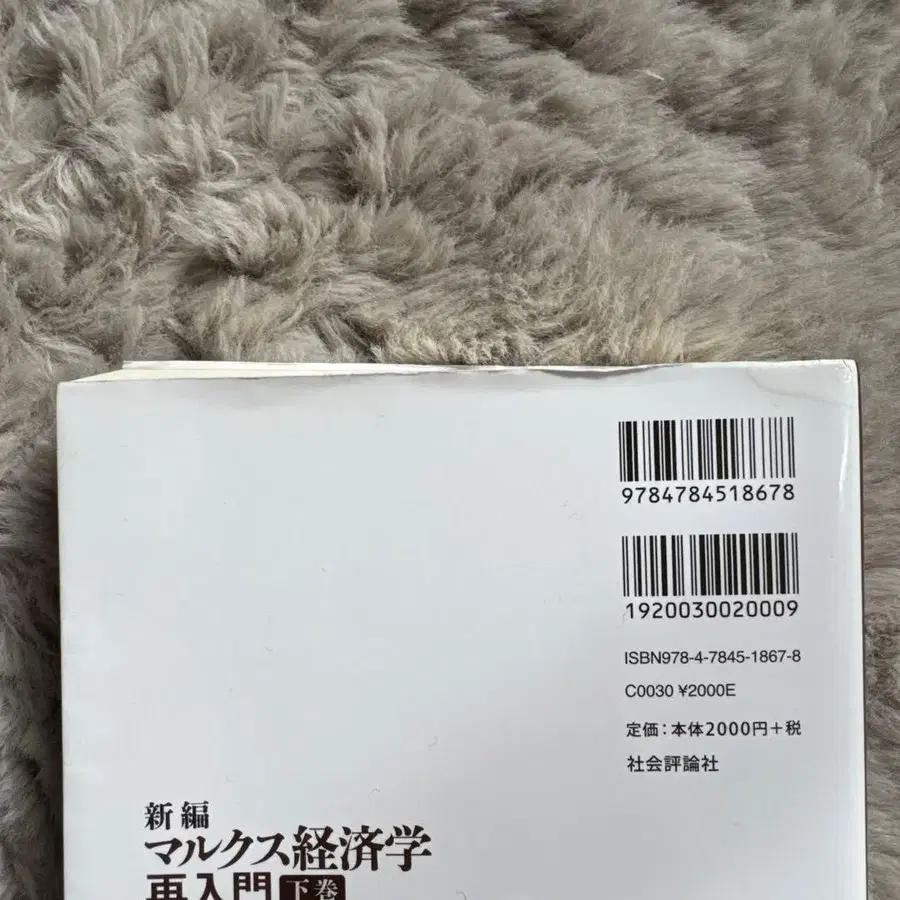 9784784518678
1920030020009
ISBN978-4-7845-1867-8
C0030 ¥2000E
定価：本体2000円＋税
社会評論社
新編
マルクス経済学
再入門 下巻